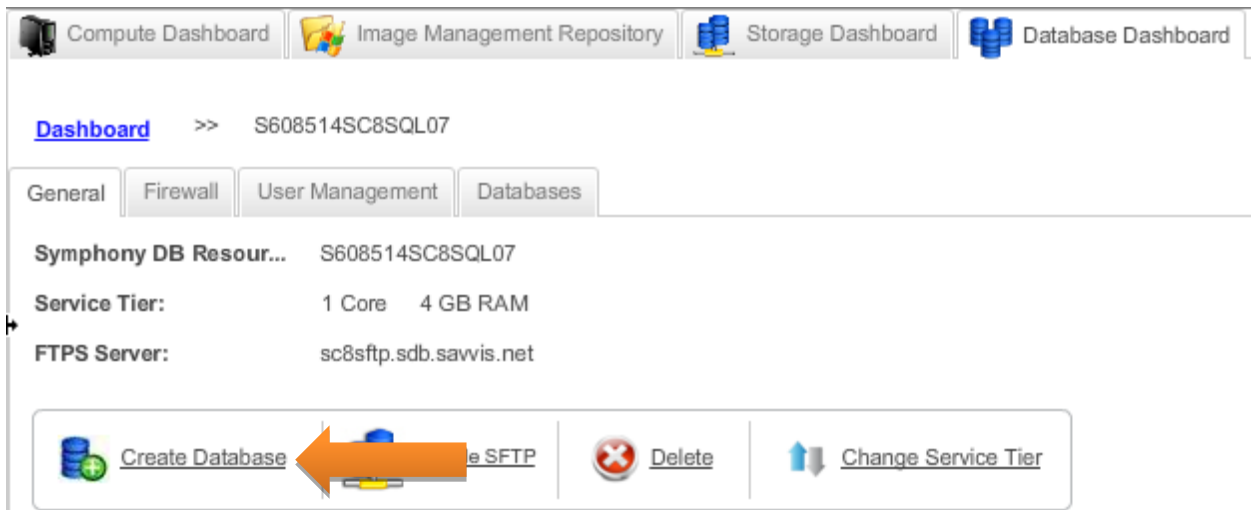 Compute Dashboard Image Management Repository Storage Dashboard Database Dashboard
Dashboard >> S608514SC8SQL07
General Firewall User Management Databases
Symphony DB Resour... S608514SC8SQL07
Service Tier: 1 Core 4 GB RAM
FTPS Server: sc8sftp.sdb.savvis.net
Create Database SFTP Delete Change Service Tier